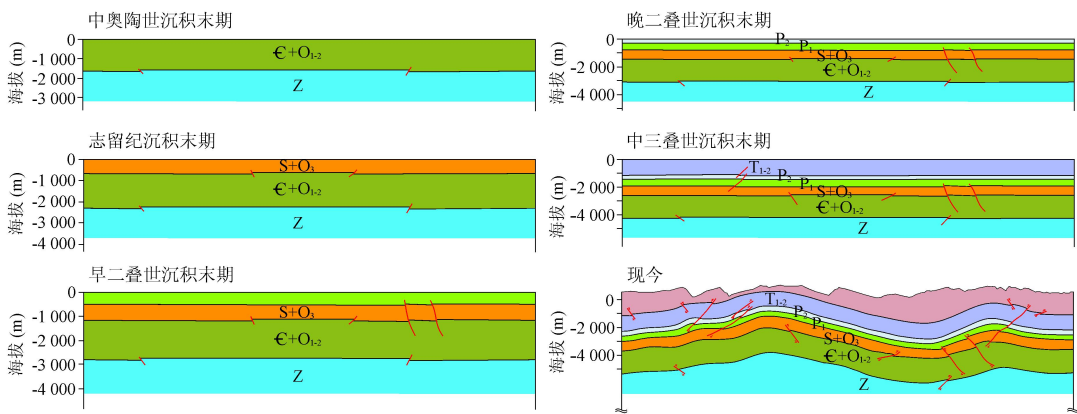 中奥陶世沉积末期
海拔 (m)
0
-1 000
-2 000
-3 000
Є+O1-2
Z
志留纪沉积末期
海拔 (m)
0
-1 000
-2 000
-3 000
-4 000
S+O3
Є+O1-2
Z
早二叠世沉积末期
海拔 (m)
0
-1 000
-2 000
-3 000
-4 000
S+O3
Є+O1-2
Z
晚二叠世沉积末期
海拔 (m)
0
-2 000
-4 000
P2
P1
S+O3
Є+O1-2
Z
中三叠世沉积末期
海拔 (m)
0
-2 000
-4 000
T1-2
P2
P1
S+O3
Є+O1-2
Z
现今
海拔 (m)
0
-2 000
-4 000
T1-2
P2
P1
S+O3
Є+O1-2
Z